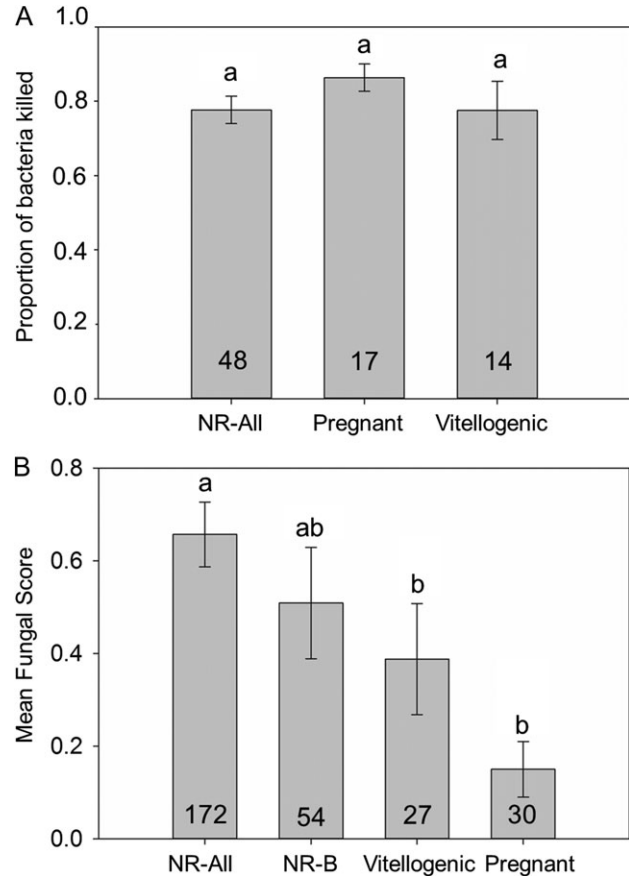 A
1.0
0.8
0.6
0.4
0.2
0.0
Proportion of bacteria killed
a
a
a
48
17
14
NR-All
Pregnant
Vitellogenic
B
0.8
0.6
0.4
0.2
0.0
Mean Fungal Score
a
ab
b
b
172
54
27
30
NR-All
NR-B
Vitellogenic
Pregnant